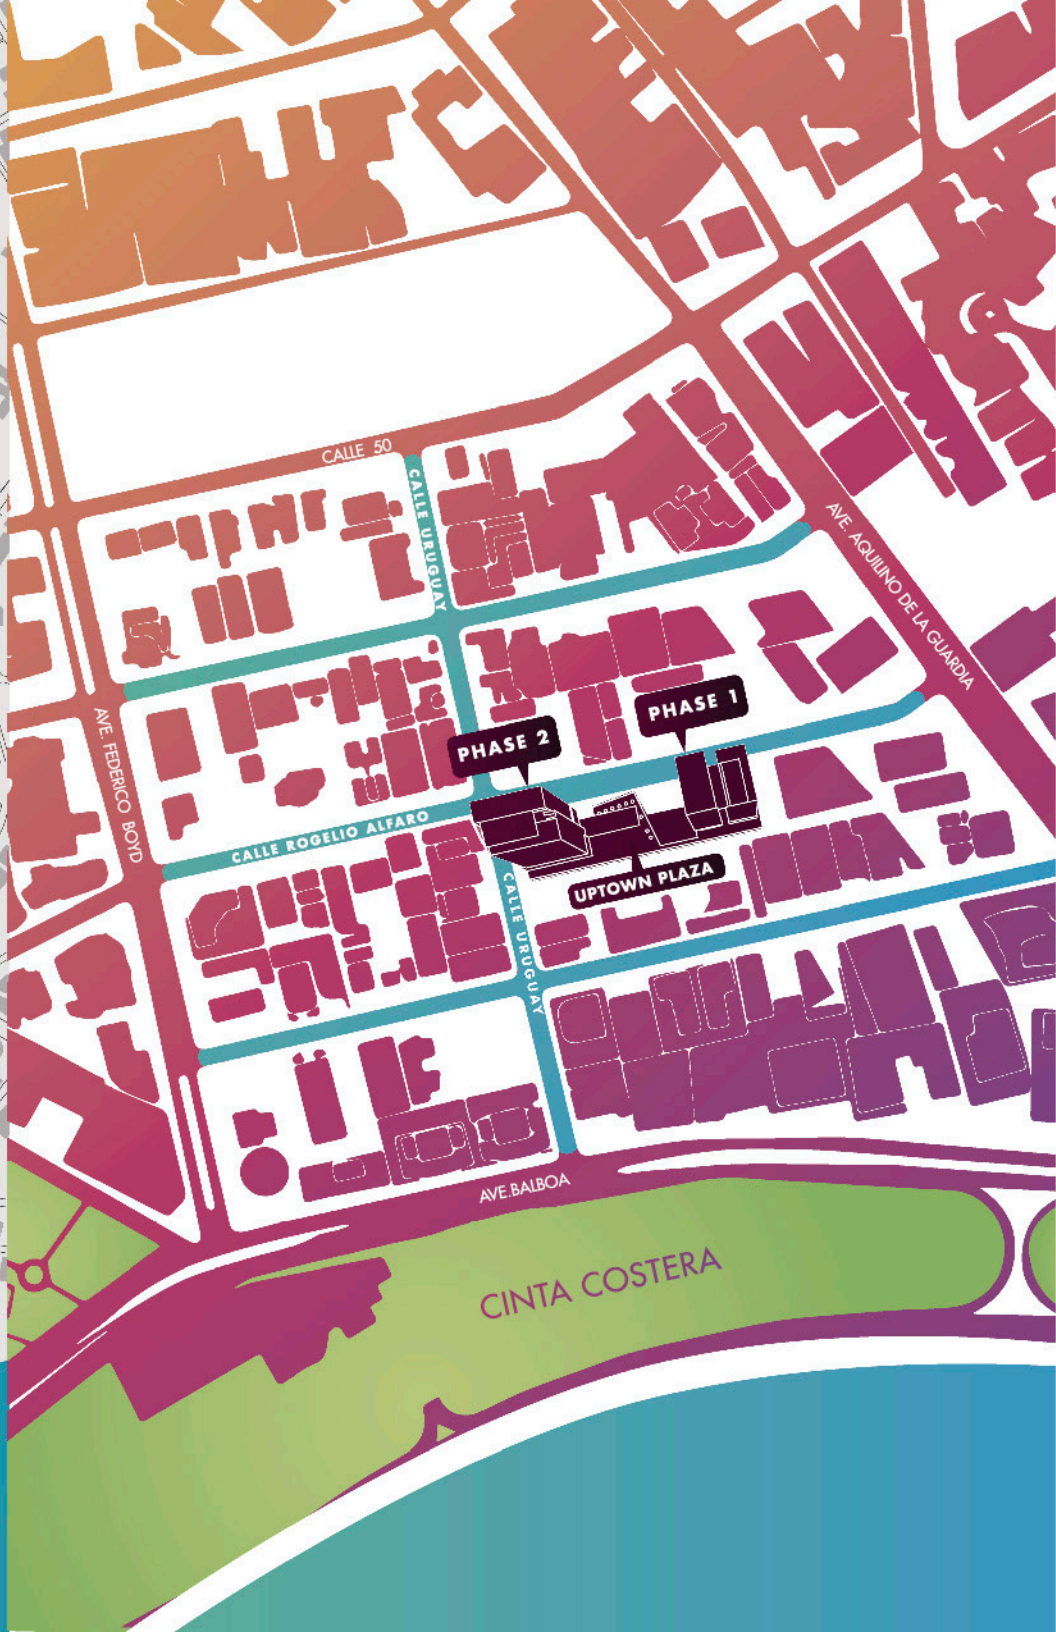 CALLE 50
CALLE URUGUAY
AVE. AQUILINO DE LA GUARDIA
PHASE 1
AVE. FEDERICO BOYD
PHASE 2
CALLE ROGELIO ALFARO
UPTOWN PLAZA
CALLE URUGUAY
AVE.BALBOA
CINTA COSTERA